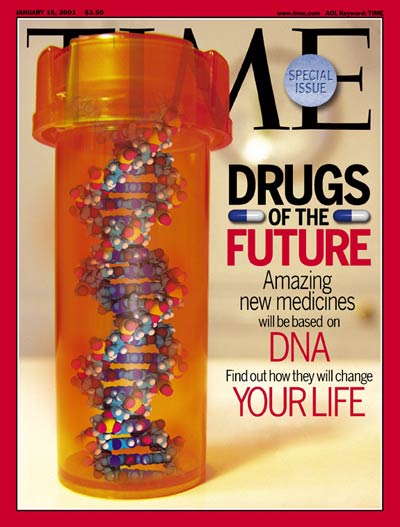 JANUARY 15, 2001 $3.50 www.time.com AOL Keyword: TIME
TIME
SPECIAL
ISSUE
DRUGS
OF THE
FUTURE
Amazing
new medicines
will be based on
DNA
Find out how they will change
YOUR LIFE